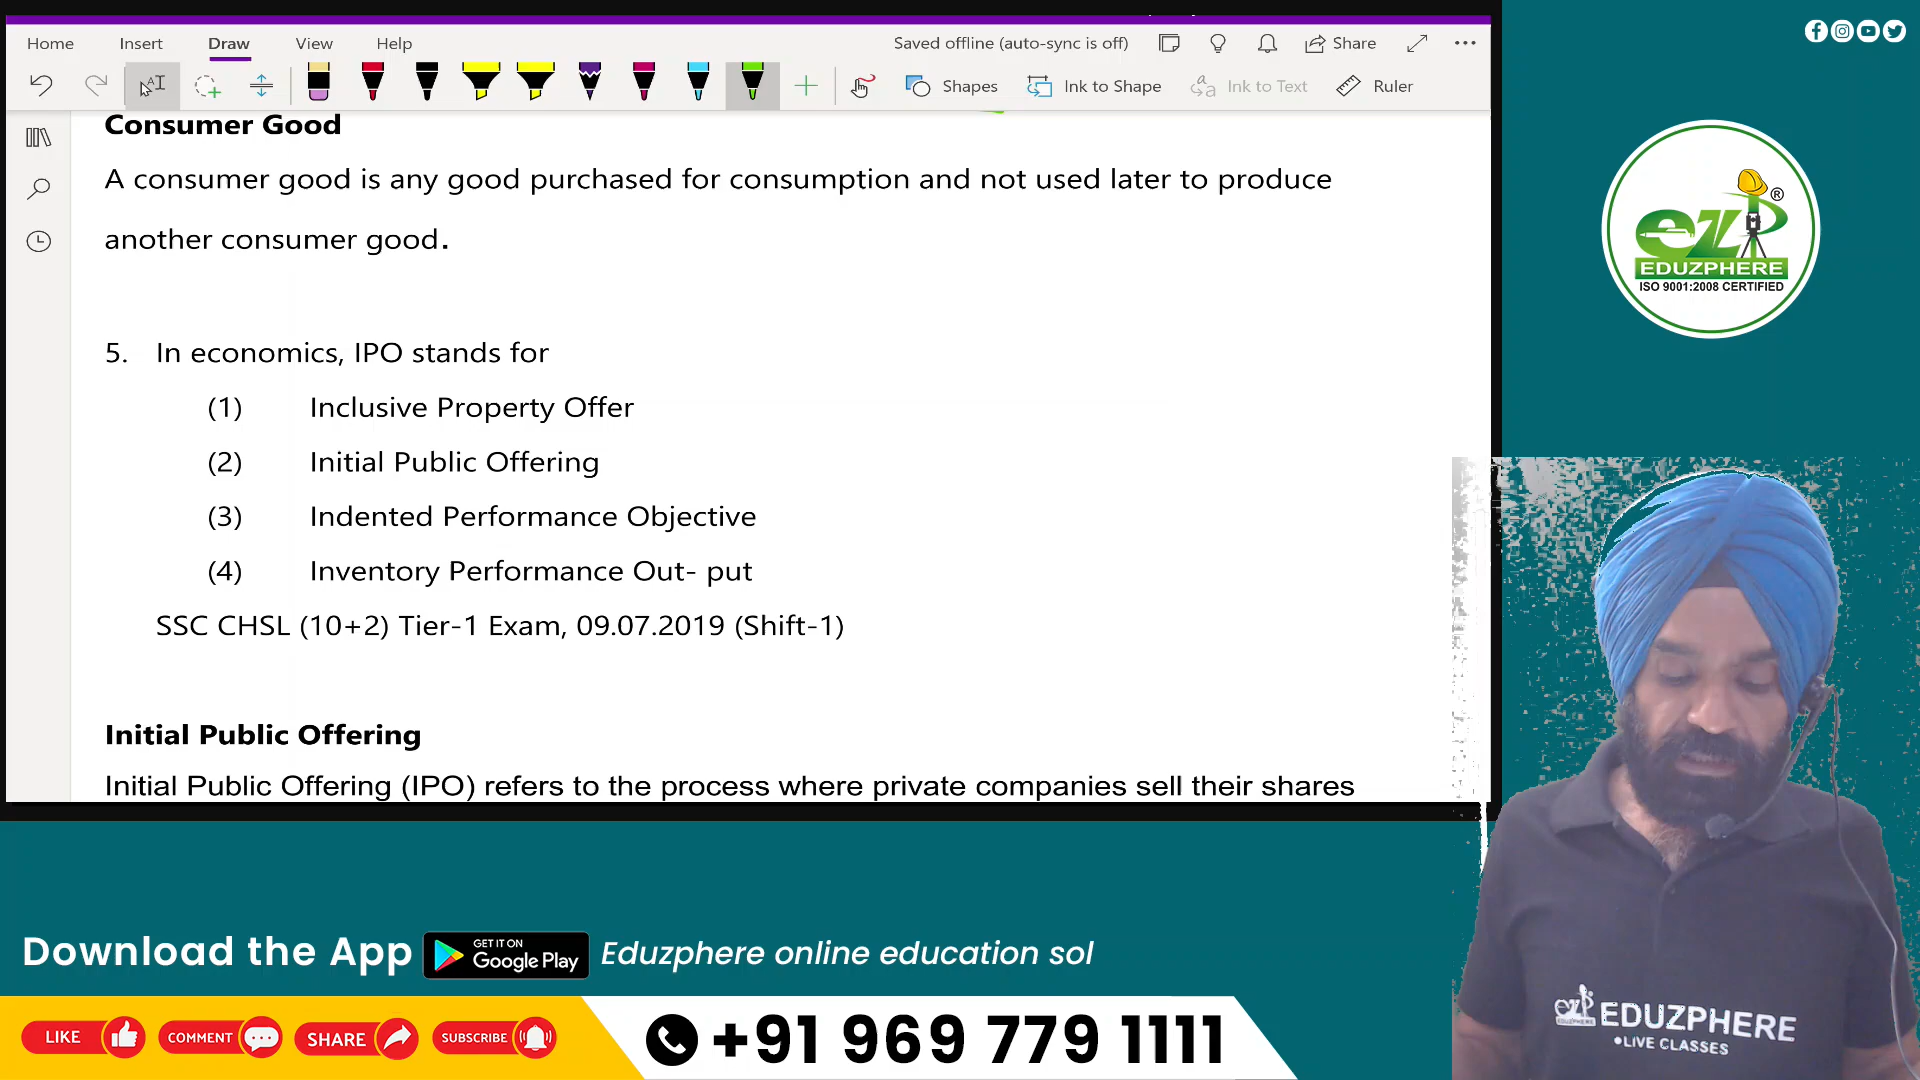 Home Insert Draw View Help Saved offline (auto-sync is off) Share
Shapes Ink to Shape Ink to Text Ruler
Consumer Good
A consumer good is any good purchased for consumption and not used later to produce
another consumer good.
5. In economics, IPO stands for
(1) Inclusive Property Offer
(2) Initial Public Offering
(3) Indented Performance Objective
(4) Inventory Performance Out- put
SSC CHSL (10+2) Tier-1 Exam, 09.07.2019 (Shift-1)
Initial Public Offering
Initial Public Offering (IPO) refers to the process where private companies sell their shares
ezp
EDUZPHERE
ISO 9001:2008 CERTIFIED
ezp EDUZPHERE
•LIVE CLASSES
Download the App GET IT ON Google Play Eduzphere online education sol
LIKE COMMENT SHARE SUBSCRIBE +91 969 779 1111